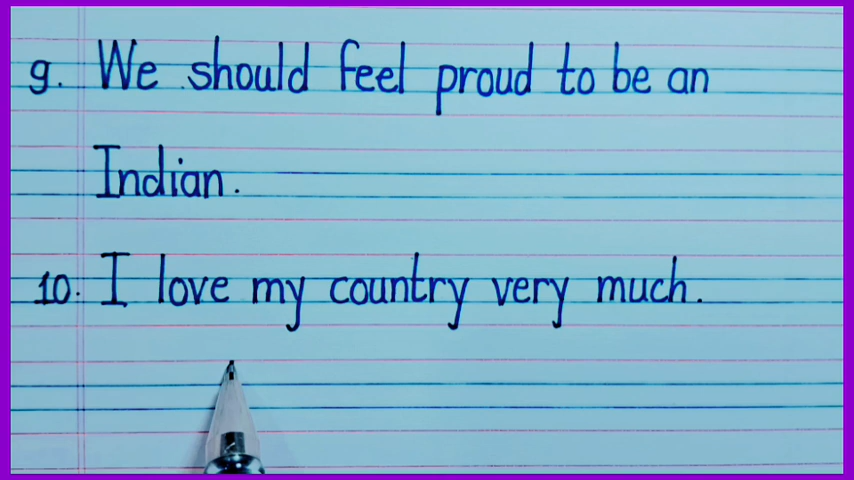 9. We should feel proud to be an
Indian.
10. I love my country very much.